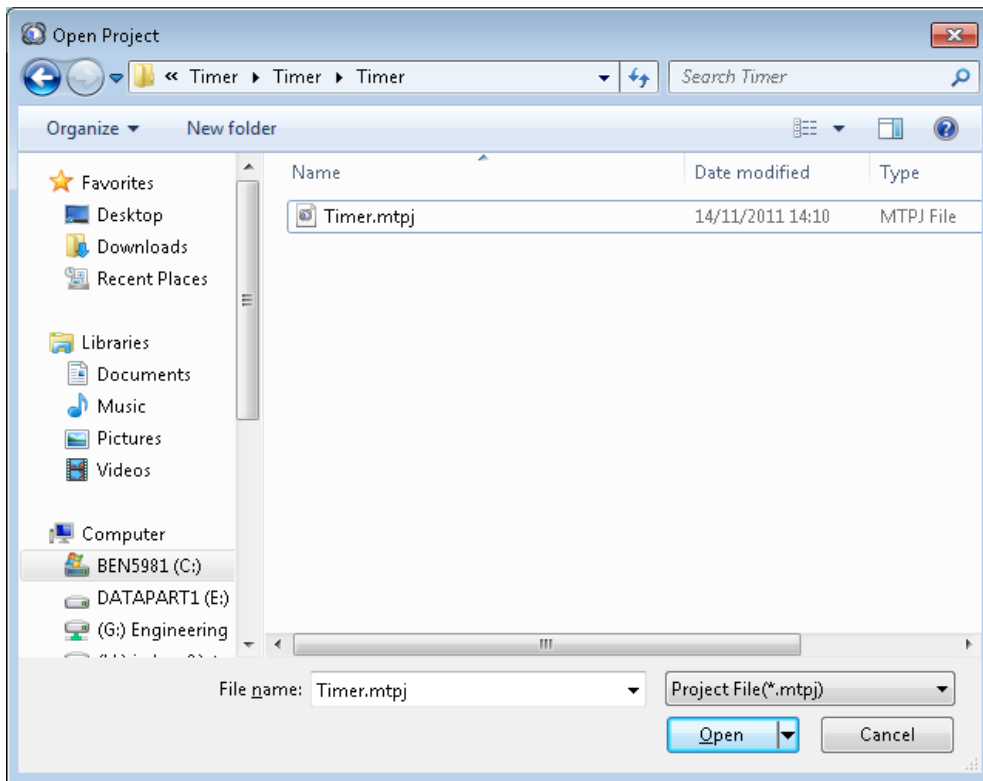 Open Project
« Timer ▸ Timer ▸ Timer
Search Timer
Organize
New folder
Name
Date modified
Type
Timer.mtpj
14/11/2011 14:10
MTPJ File
Favorites
Desktop
Downloads
Recent Places
Libraries
Documents
Music
Pictures
Videos
Computer
BEN5981 (C:)
DATAPART1 (E:)
(G:) Engineering
File name: Timer.mtpj
Project File(*.mtpj)
Open
Cancel